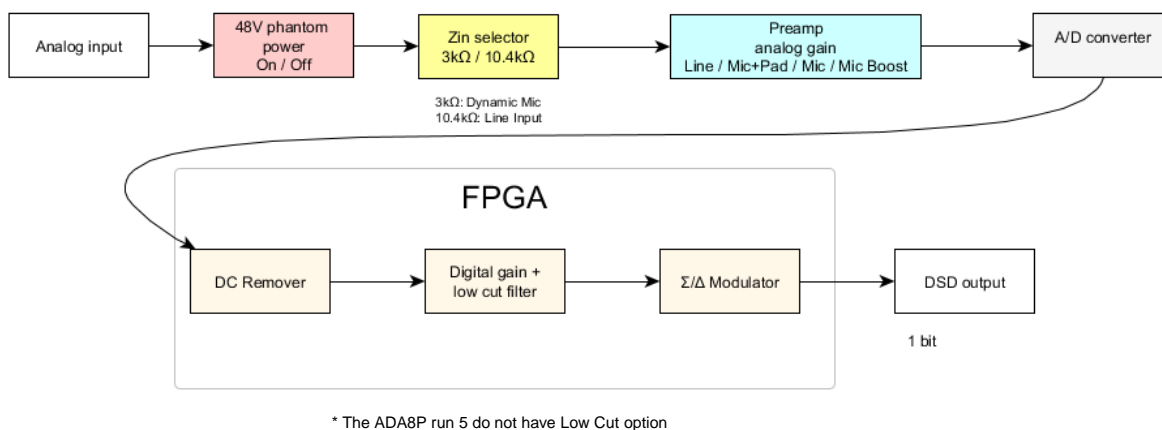 Analog input
48V phantom
power
On / Off
Zin selector
3kΩ / 10.4kΩ
Preamp
analog gain
Line / Mic+Pad / Mic / Mic Boost
A/D converter
3kΩ: Dynamic Mic
10.4kΩ: Line Input
FPGA
DC Remover
Digital gain +
low cut filter
Σ/Δ Modulator
DSD output
1 bit
* The ADA8P run 5 do not have Low Cut option